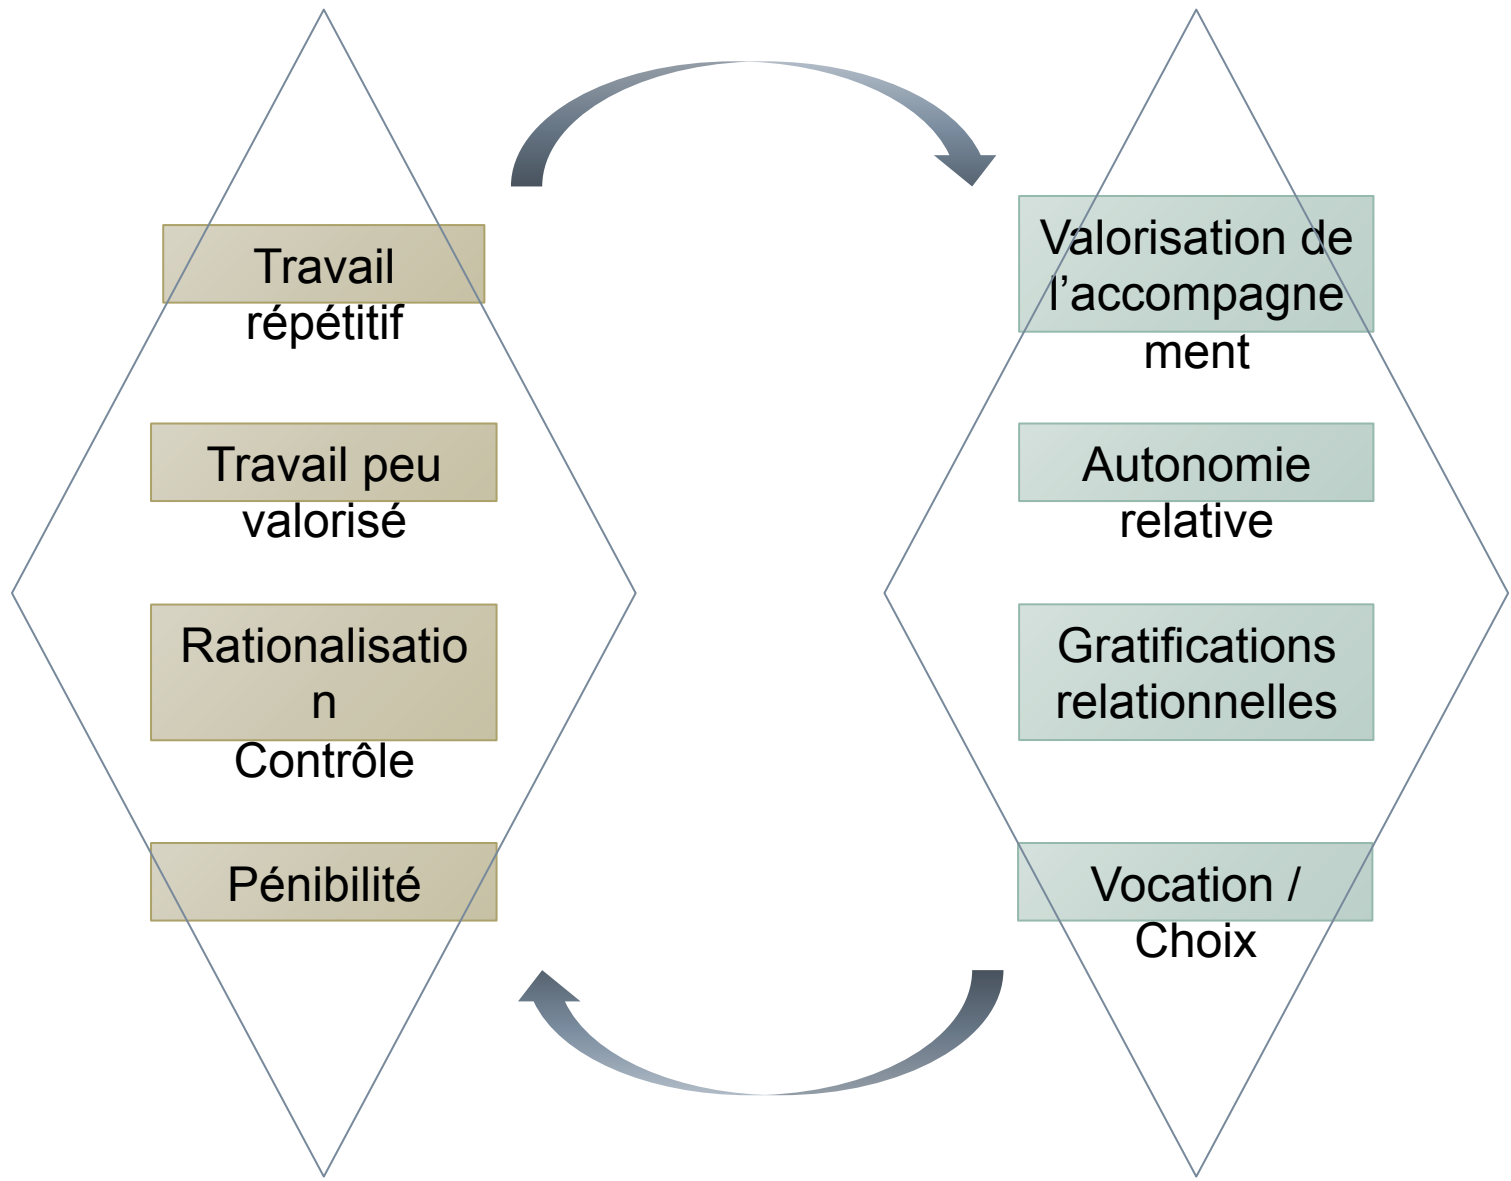 Travail
répétitif
Travail peu
valorisé
Rationalisatio
n
Contrôle
Pénibilité
Valorisation de
l’accompagne
ment
Autonomie
relative
Gratifications
relationnelles
Vocation /
Choix